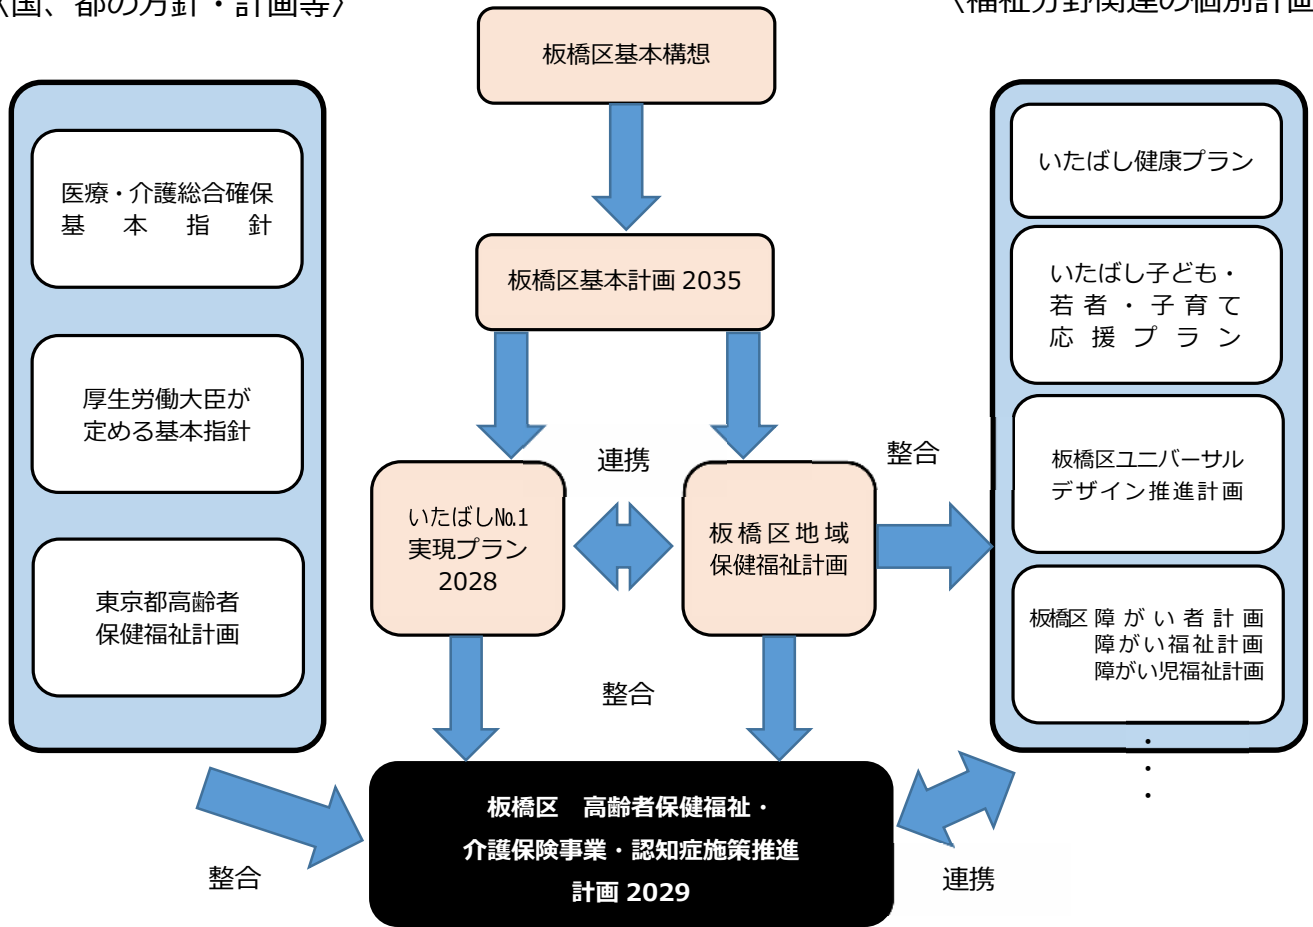 〈国、都の方針・計画等〉
〈福祉分野関連の個別計画
板橋区基本構想
医療・介護総合確保
基本指針
厚生労働大臣が
定める基本指針
東京都高齢者
保健福祉計画
板橋区基本計画 2035
連携
整合
いたばし№1
実現プラン
2028
板橋区地域
保健福祉計画
整合
いたばし健康プラン
いたばし子ども・
若者・子育て
応援プラン
板橋区ユニバーサル
デザイン推進計画
板橋区 障がい者計画
障がい福祉計画
障がい児福祉計画
・
・
・
板橋区　高齢者保健福祉・
介護保険事業・認知症施策推進
計画 2029
整合
連携